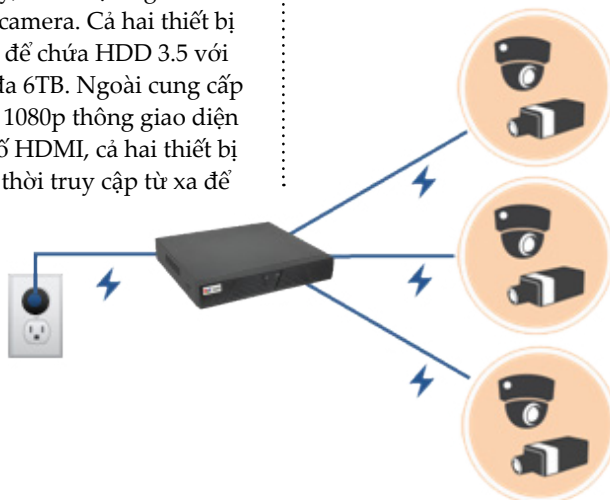 camera. Cả hai thiết bị
để chứa HDD 3.5 với
đa 6TB. Ngoài cung cấp
1080p thông giao diện
ố HDMI, cả hai thiết bị
thời truy cập từ xa để